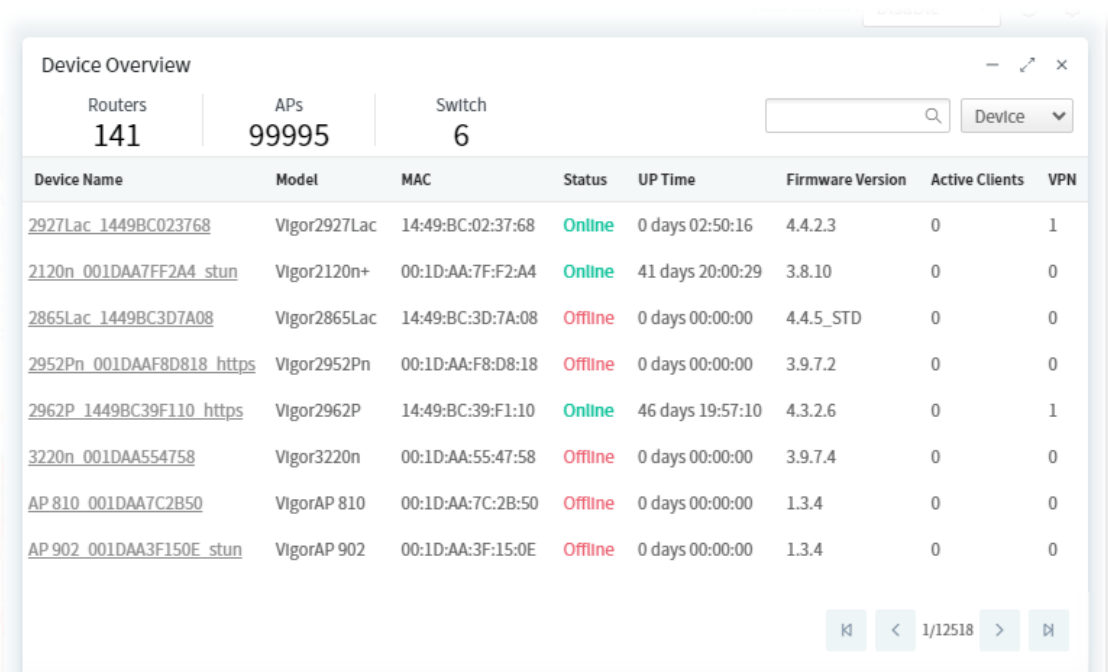 Device Overview
Routers APs Switch
141 99995 6
Device
Device Name Model MAC Status UP Time Firmware Version Active Clients VPN
2927Lac_1449BC023768 Vigor2927Lac 14:49:BC:02:37:68 Online 0 days 02:50:16 4.4.2.3 0 1
2120n_001DAA7FF2A4_stun Vigor2120n+ 00:1D:AA:7F:F2:A4 Online 41 days 20:00:29 3.8.10 0 0
2865Lac_1449BC3D7A08 Vigor2865Lac 14:49:BC:3D:7A:08 Offline 0 days 00:00:00 4.4.5_STD 0 0
2952Pn_001DAAF8D818_https Vigor2952Pn 00:1D:AA:F8:D8:18 Offline 0 days 00:00:00 3.9.7.2 0 0
2962P_1449BC39F110_https Vigor2962P 14:49:BC:39:F1:10 Online 46 days 19:57:10 4.3.2.6 0 1
3220n_001DAA554758 Vigor3220n 00:1D:AA:55:47:58 Offline 0 days 00:00:00 3.9.7.4 0 0
AP 810_001DAA7C2B50 VigorAP 810 00:1D:AA:7C:2B:50 Offline 0 days 00:00:00 1.3.4 0 0
AP 902_001DAA3F150E_stun VigorAP 902 00:1D:AA:3F:15:0E Offline 0 days 00:00:00 1.3.4 0 0
1/12518